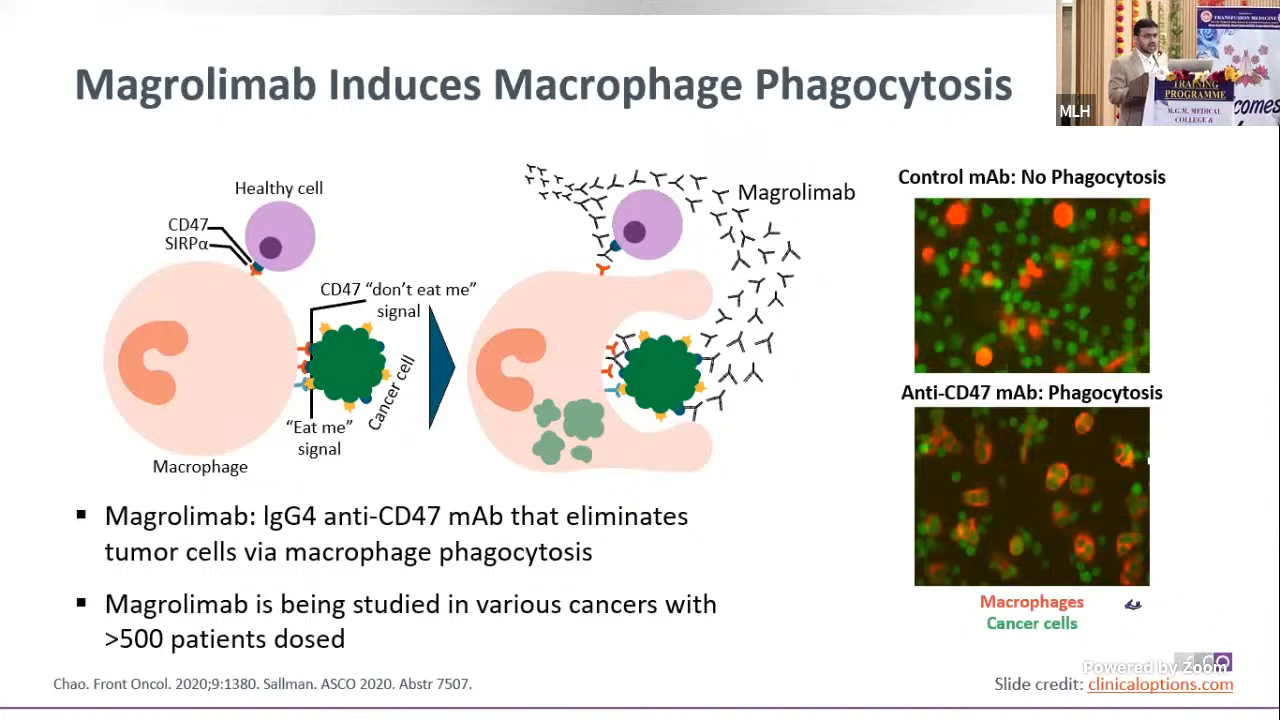 Magrolimab Induces Macrophage Phagocytosis
TRANSFUSION MEDICINE
TRAINING
PROGRAMME
M.G.M. MEDICAL
COLLEGE &
comes
MLH
Healthy cell
CD47
SIRPα
CD47 “don’t eat me”
signal
Cancer cell
“Eat me”
signal
Macrophage
Magrolimab
Control mAb: No Phagocytosis
Anti-CD47 mAb: Phagocytosis
Macrophages
Cancer cells
▪ Magrolimab: IgG4 anti-CD47 mAb that eliminates
tumor cells via macrophage phagocytosis
▪ Magrolimab is being studied in various cancers with
>500 patients dosed
Chao. Front Oncol. 2020;9:1380. Sallman. ASCO 2020. Abstr 7507.
Powered by Zoom
Slide credit: clinicaloptions.com